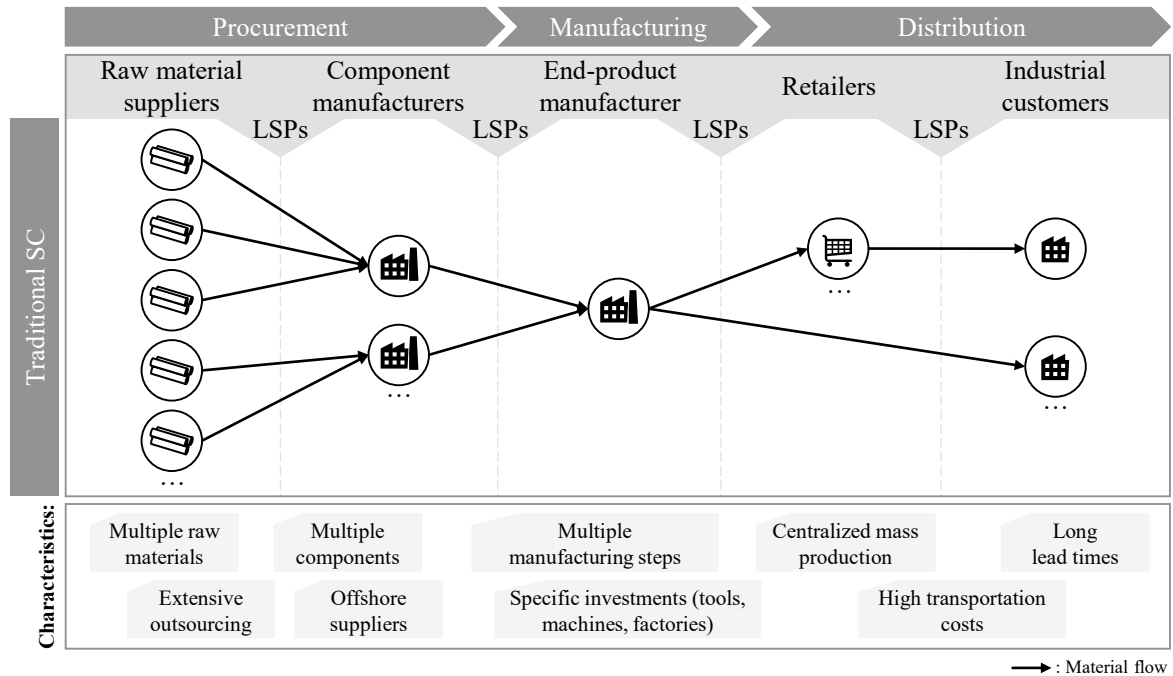 Procurement
Manufacturing
Distribution
Raw material
suppliers
Component
manufacturers
End-product
manufacturer
Retailers
Industrial
customers
LSPs
LSPs
LSPs
LSPs
Traditional SC
...
...
...
...
Characteristics:
Multiple raw
materials
Multiple
components
Multiple
manufacturing steps
Centralized mass
production
Long
lead times
Extensive
outsourcing
Offshore
suppliers
Specific investments (tools,
machines, factories)
High transportation
costs
: Material flow